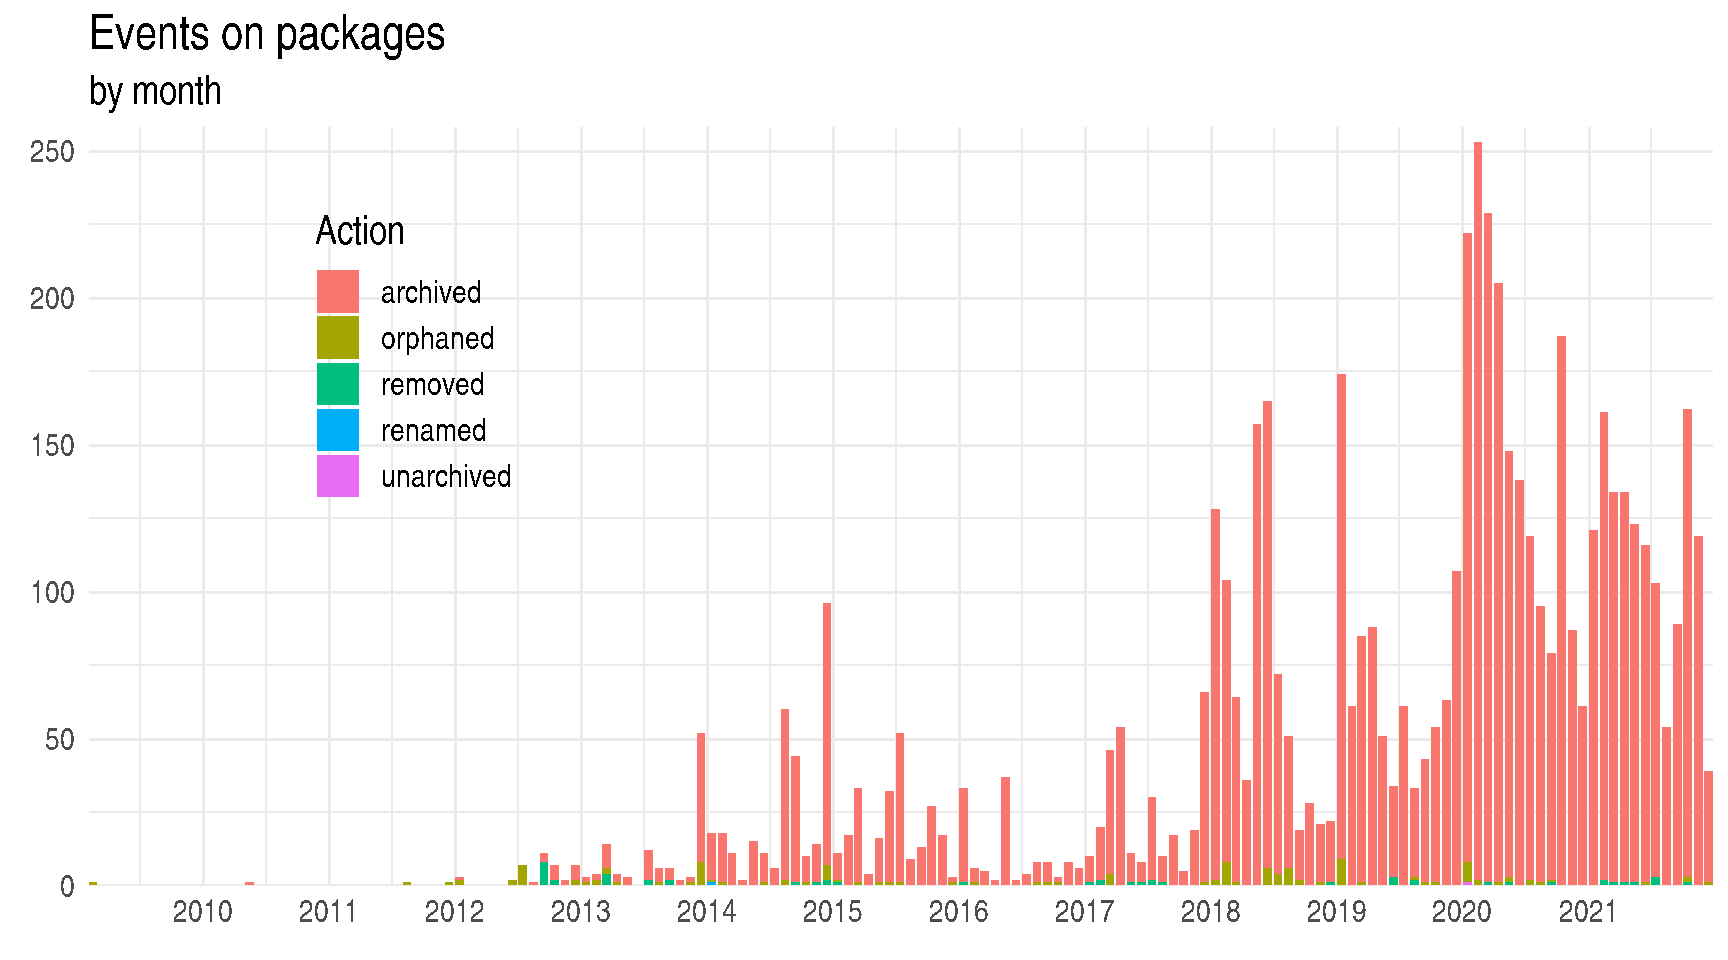 Events on packages
by month
250
200
150
100
50
0
Action
archived
orphaned
removed
renamed
unarchived
2010 2011 2012 2013 2014 2015 2016 2017 2018 2019 2020 2021